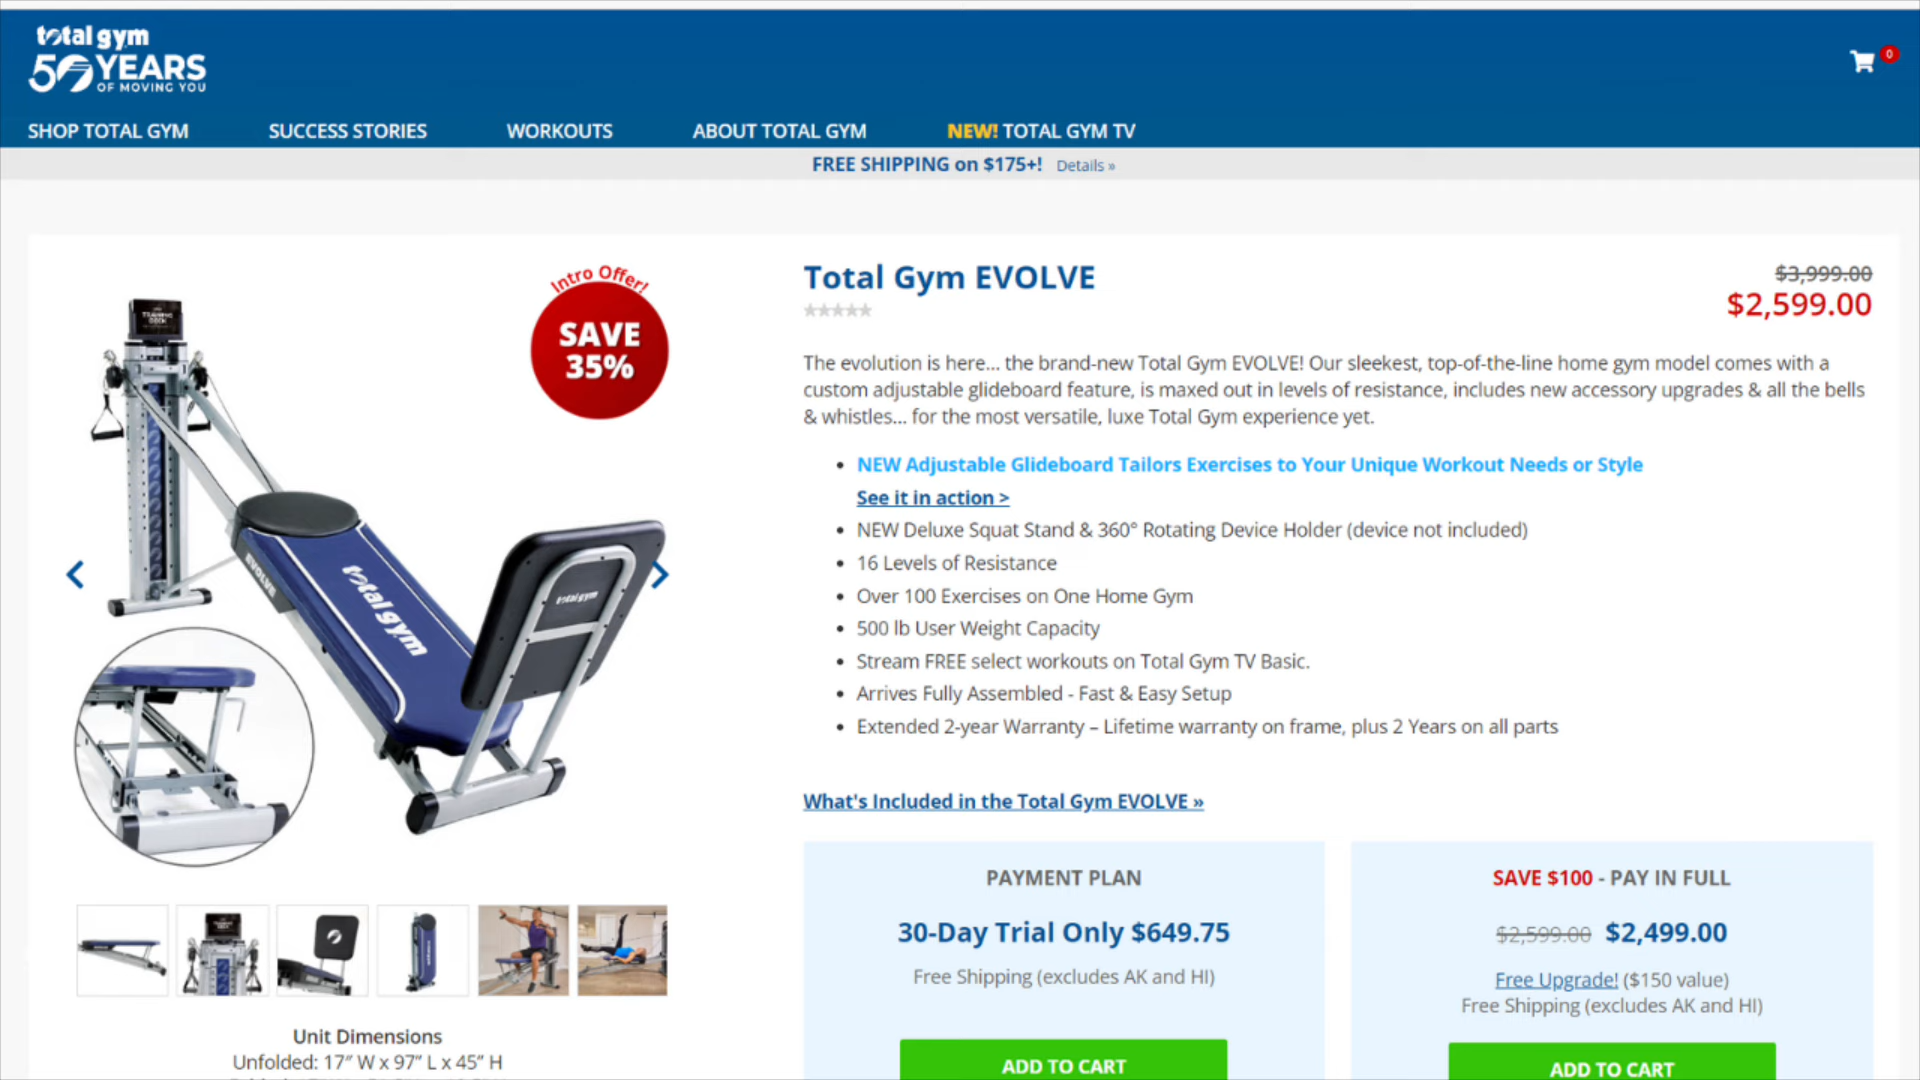 total gym
50 YEARS
OF MOVING YOU
0
SHOP TOTAL GYM SUCCESS STORIES WORKOUTS ABOUT TOTAL GYM NEW! TOTAL GYM TV
FREE SHIPPING on $175+! Details »
Intro Offer!
SAVE
35%
TRAINING
DECK
EVOLVE
total gym
total gym
Unit Dimensions
Unfolded: 17” W x 97” L x 45” H
Total Gym EVOLVE
$3,999.00
$2,599.00
The evolution is here... the brand-new Total Gym EVOLVE! Our sleekest, top-of-the-line home gym model comes with a
custom adjustable glideboard feature, is maxed out in levels of resistance, includes new accessory upgrades & all the bells
& whistles... for the most versatile, luxe Total Gym experience yet.
• NEW Adjustable Glideboard Tailors Exercises to Your Unique Workout Needs or Style
See it in action >
• NEW Deluxe Squat Stand & 360° Rotating Device Holder (device not included)
• 16 Levels of Resistance
• Over 100 Exercises on One Home Gym
• 500 lb User Weight Capacity
• Stream FREE select workouts on Total Gym TV Basic.
• Arrives Fully Assembled - Fast & Easy Setup
• Extended 2-year Warranty – Lifetime warranty on frame, plus 2 Years on all parts
What's Included in the Total Gym EVOLVE »
PAYMENT PLAN
30-Day Trial Only $649.75
Free Shipping (excludes AK and HI)
ADD TO CART
SAVE $100 - PAY IN FULL
$2,599.00 $2,499.00
Free Upgrade! ($150 value)
Free Shipping (excludes AK and HI)
ADD TO CART